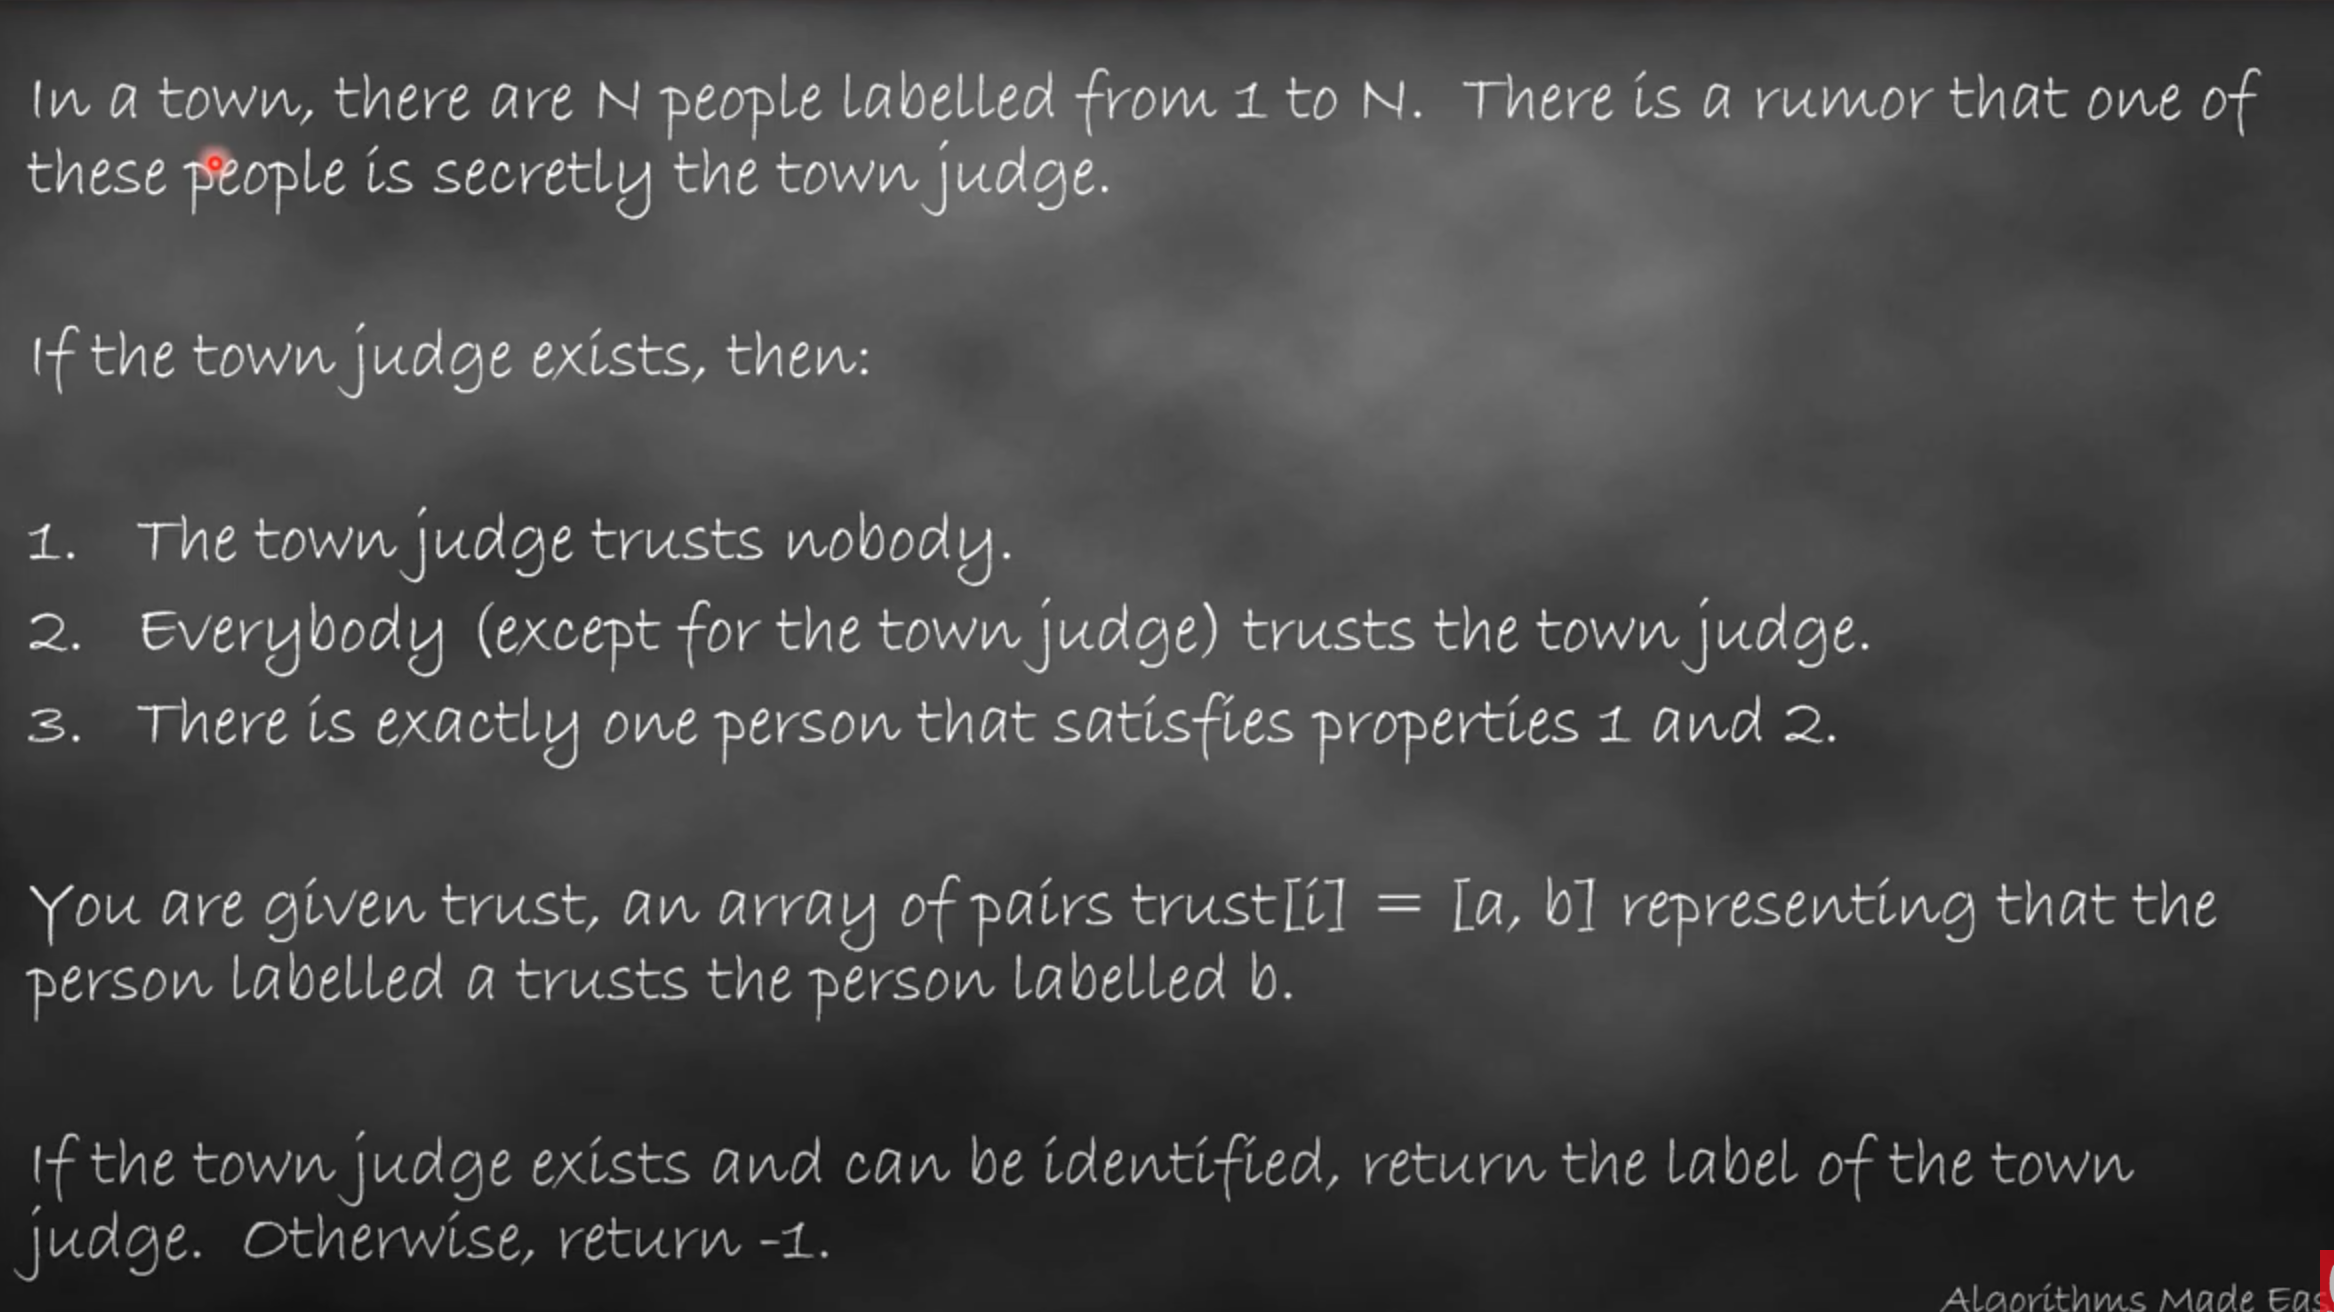 In a town, there are N people labelled from 1 to N. There is a rumor that one of
these people is secretly the town judge.
If the town judge exists, then:
1. The town judge trusts nobody.
2. Everybody (except for the town judge) trusts the town judge.
3. There is exactly one person that satisfies properties 1 and 2.
You are given trust, an array of pairs trust[i] = [a, b] representing that the
person labelled a trusts the person labelled b.
If the town judge exists and can be identified, return the label of the town
judge. Otherwise, return -1.
Algorithms Made Eas